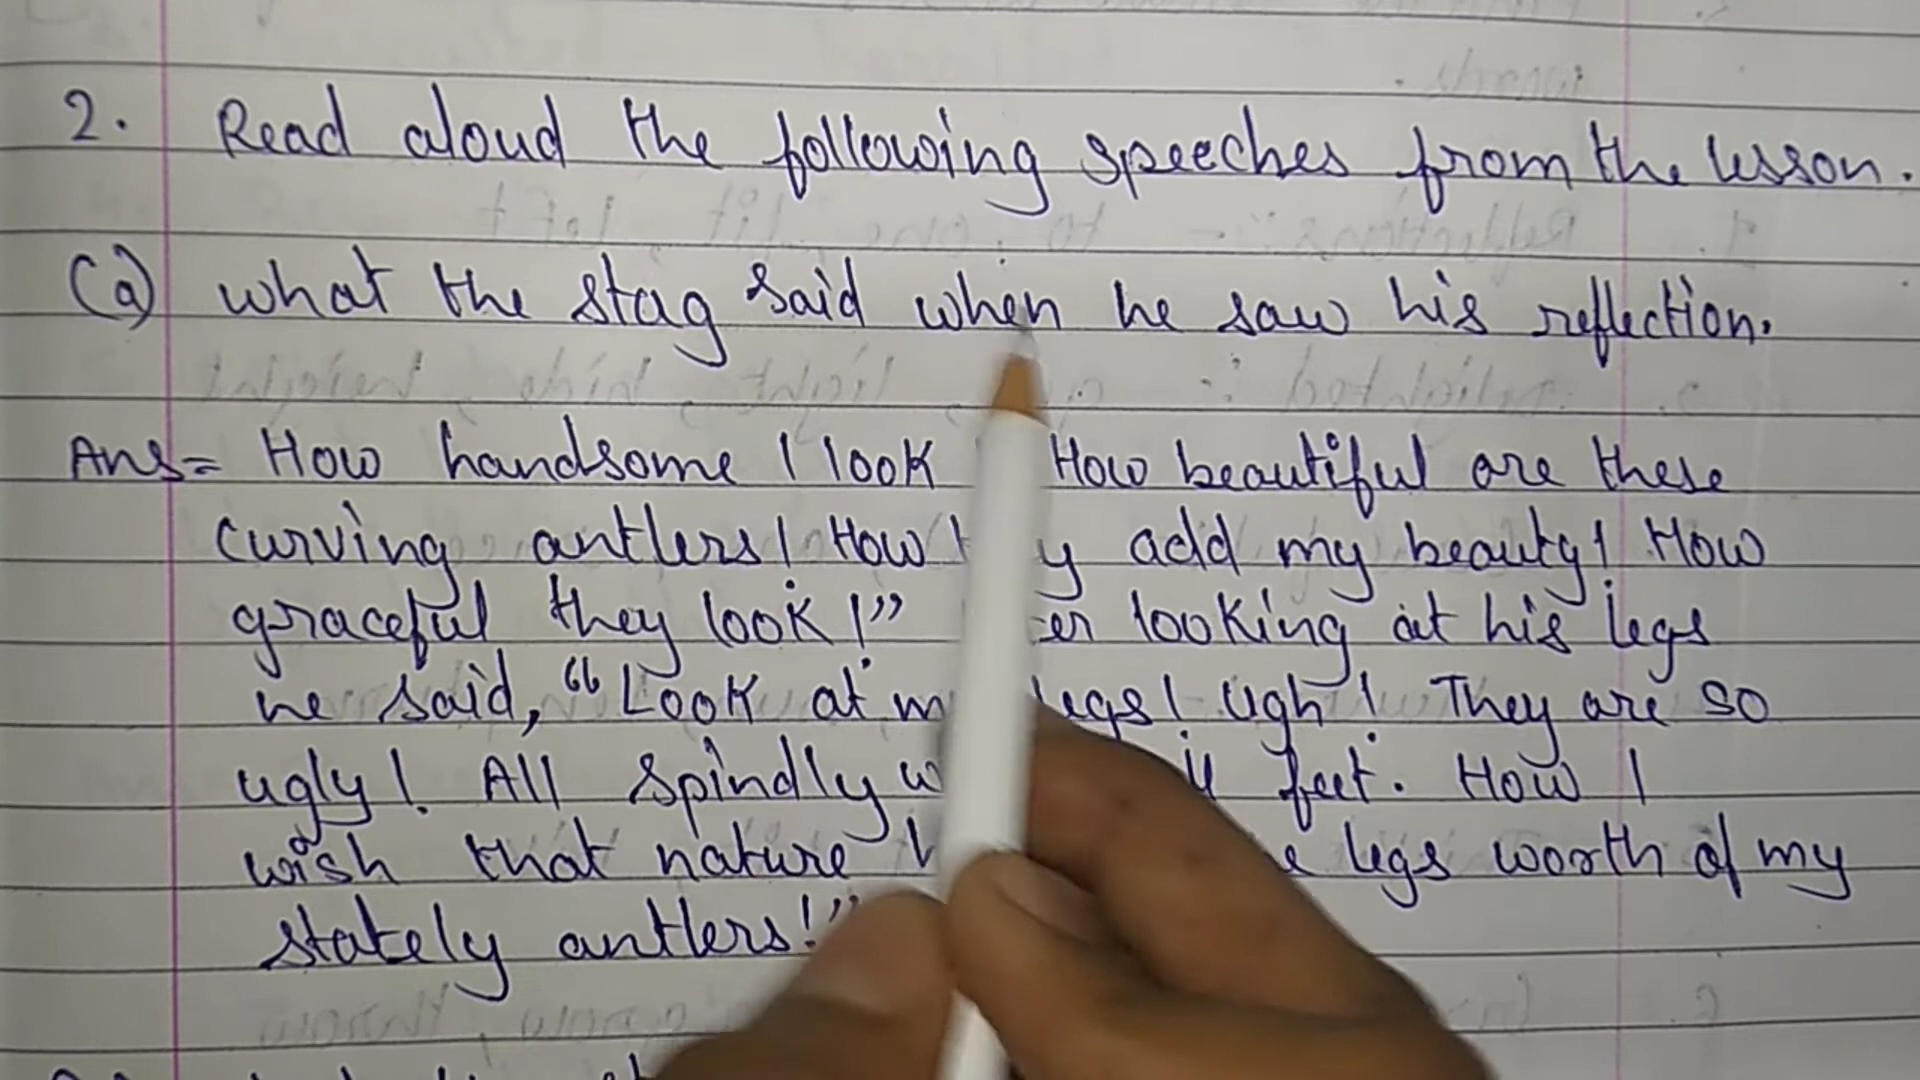 2. Read aloud the following speeches from the lesson.
(a) what the stag said when he saw his reflection.
Ans= How handsome I look How beautiful are these
curving antlers! How add my beauty! How
graceful they look!" looking at his legs
he said, "Look at legs! Ugh! They are so
ugly! All spindly feet. How I
wish that nature legs worth of my
stately antlers!"